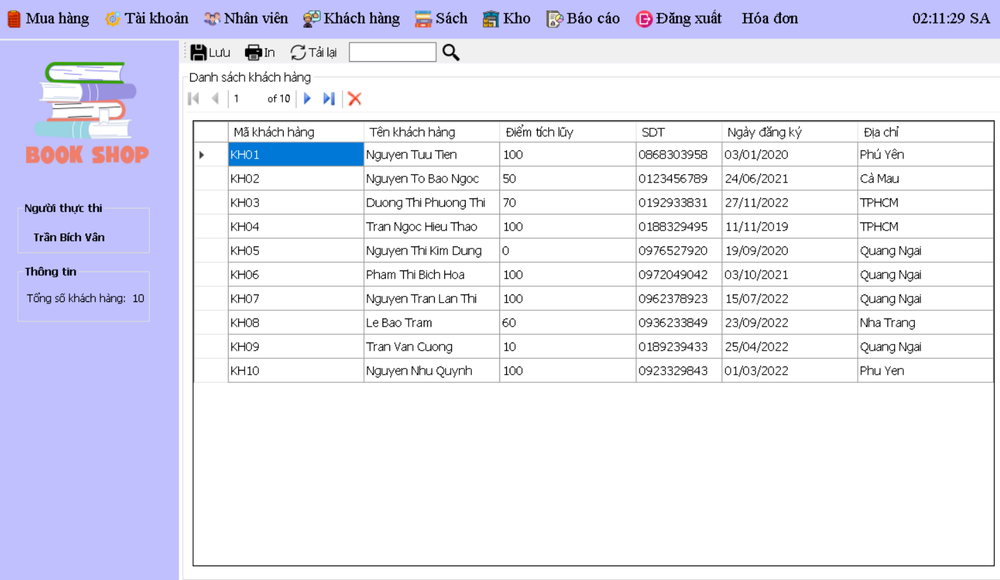 Mua hàng Tài khoản Nhân viên Khách hàng Sách Kho Báo cáo Đăng xuất Hóa đơn 02:11:29 SA
Lưu In Tải lại
BOOK SHOP
Người thực thi
Trần Bích Vân
Thông tin
Tổng số khách hàng: 10
Danh sách khách hàng
1 of 10
Mã khách hàng Tên khách hàng Điểm tích lũy SDT Ngày đăng ký Địa chỉ
KH01 Nguyen Tuu Tien 100 0868303958 03/01/2020 Phú Yên
KH02 Nguyen To Bao Ngoc 50 0123456789 24/06/2021 Cà Mau
KH03 Duong Thi Phuong Thi 70 0192933831 27/11/2022 TPHCM
KH04 Tran Ngoc Hieu Thao 100 0188329495 11/11/2019 TPHCM
KH05 Nguyen Thi Kim Dung 0 0976527920 19/09/2020 Quang Ngai
KH06 Pham Thi Bich Hoa 100 0972049042 03/10/2021 Quang Ngai
KH07 Nguyen Tran Lan Thi 100 0962378923 15/07/2022 Quang Ngai
KH08 Le Bao Tram 60 0936233849 23/09/2022 Nha Trang
KH09 Tran Van Cuong 10 0189239433 25/04/2022 Quang Ngai
KH10 Nguyen Nhu Quynh 100 0923329843 01/03/2022 Phu Yen